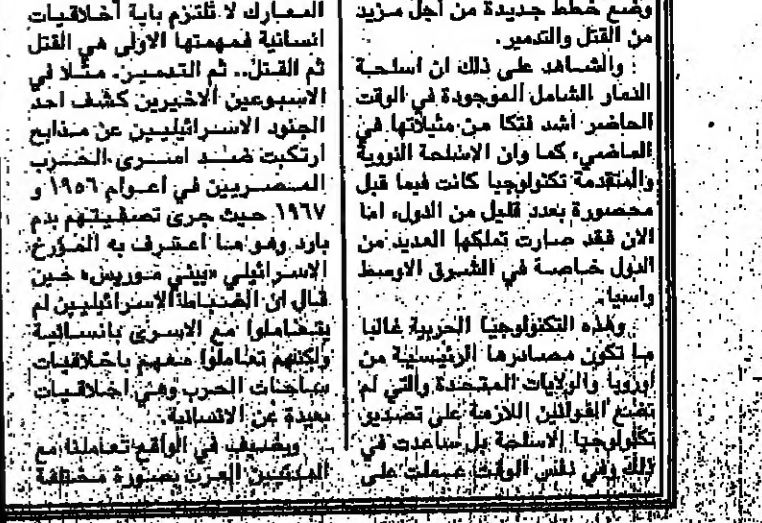 وضع خطط جديدة من أجل مزيد
من القتل والتدمير.
والشاهد على ذلك ان اسلحة
الدمار الشامل الموجودة في الوقت
الحاضر اشد فتكا من مثيلاتها في
الماضي، كما وان الاسلحة النووية
والمتقدمة تكنولوجيا كانت فيما قبل
محصورة بعدد قليل من الدول، اما
الان فقد صارت تملكها العديد من
الدول خاصة في الشرق الاوسط
واسيا.
وهذه التكنولوجيا الحربية غالبا
ما تكون مصادرها الرئيسية من
اوروبا والولايات المتحدة والتي لم
تضع القوانين اللازمة على تصدير
تكنولوجيا الاسلحة بل ساعدت في
ذلك وفي نفس الوقت عملت على
المعارك لا تلتزم باية أخلاقيات
انسانية فمهمتها الاولى هي القتل
ثم القتل.. ثم التدمير. مثلا في
الاسبوعين الاخيرين كشف احد
الجنود الاسرائيليين عن مذابح
ارتكبت ضد اسرى الحرب
المصريين في اعوام ١٩٥٦ و
١٩٦٧ حيث جرى تصفيتهم بدم
بارد وهو ما اعترف به المؤرخ
الاسرائيلي «بيني موريس» حين
قال ان الضباط الاسرائيليين لم
يتعاملوا مع الاسرى بانسانية
ولكنهم تعاملوا معهم باخلاقيات
ساحات الحرب وهي اخلاقيات
بعيدة عن الانسانية.
ويضيف في الواقع تعاملنا مع
العرب بصورة مختلفة